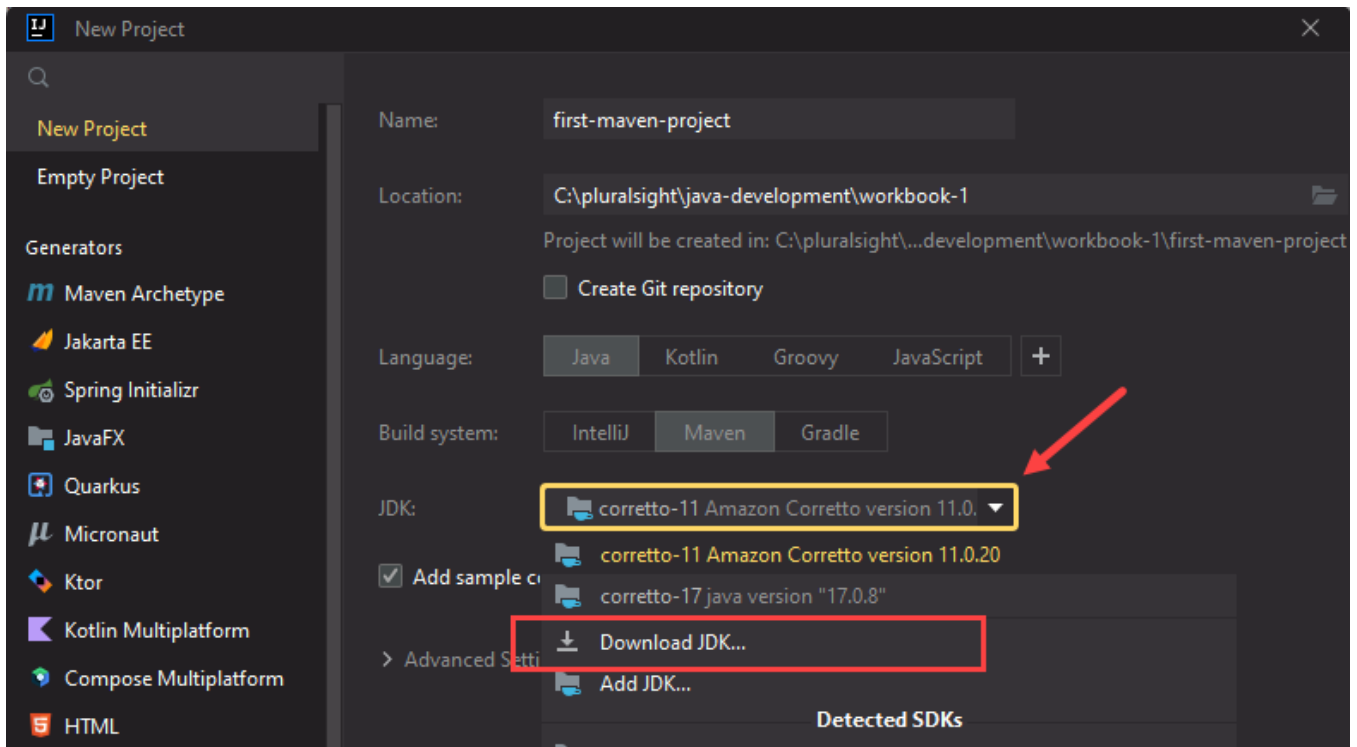 IJ
New Project
New Project
Empty Project
Generators
Maven Archetype
Jakarta EE
Spring Initializr
JavaFX
Quarkus
Micronaut
Ktor
Kotlin Multiplatform
Compose Multiplatform
HTML
Name: first-maven-project
Location: C:\pluralsight\java-development\workbook-1
Project will be created in: C:\pluralsight\...development\workbook-1\first-maven-project
Create Git repository
Language: Java Kotlin Groovy JavaScript +
Build system: IntelliJ Maven Gradle
JDK: corretto-11 Amazon Corretto version 11.0.
corretto-11 Amazon Corretto version 11.0.20
Add sample c
corretto-17 java version "17.0.8"
Download JDK...
Advanced Setti
Add JDK...
Detected SDKs